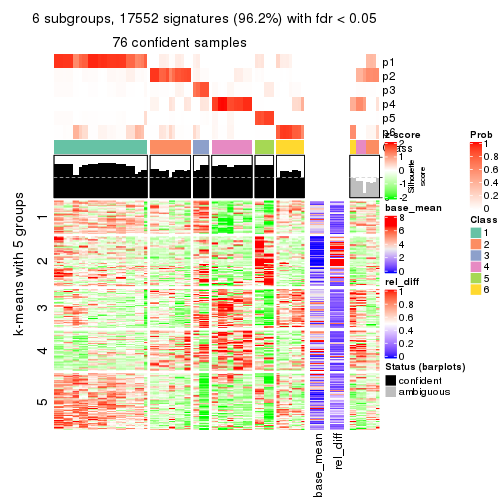 6 subgroups, 17552 signatures (96.2%) with fdr < 0.05
76 confident samples
p1
p2
p3
p4
p5
p6
Class
Silhouette
score
k-means with 5 groups
1
2
3
4
5
base_mean
rel_diff
z-score
2
-2
base_mean
8
6
4
2
0
rel_diff
1
0.8
0.6
0.4
0.2
0
Status (barplots)
confident
ambiguous
Prob
1
0.8
0.6
0.4
0.2
0
Class
1
2
3
4
5
6